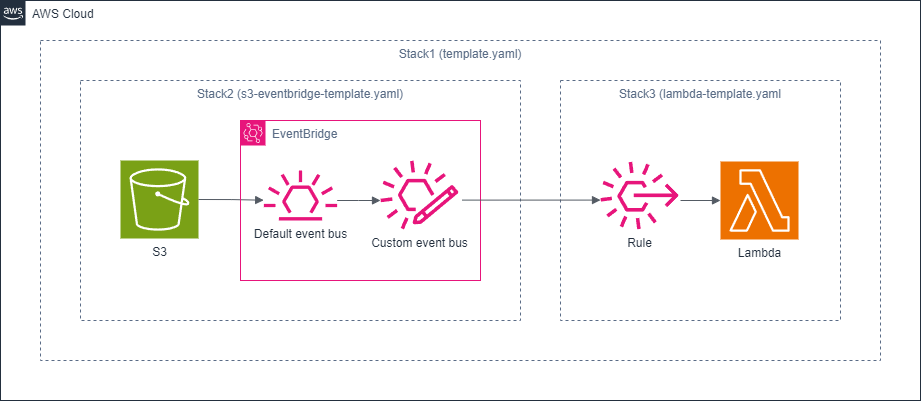 aws
AWS Cloud
Stack1 (template.yaml)
Stack2 (s3-eventbridge-template.yaml)
Stack3 (lambda-template.yaml
EventBridge
Default event bus
Custom event bus
S3
Rule
Lambda